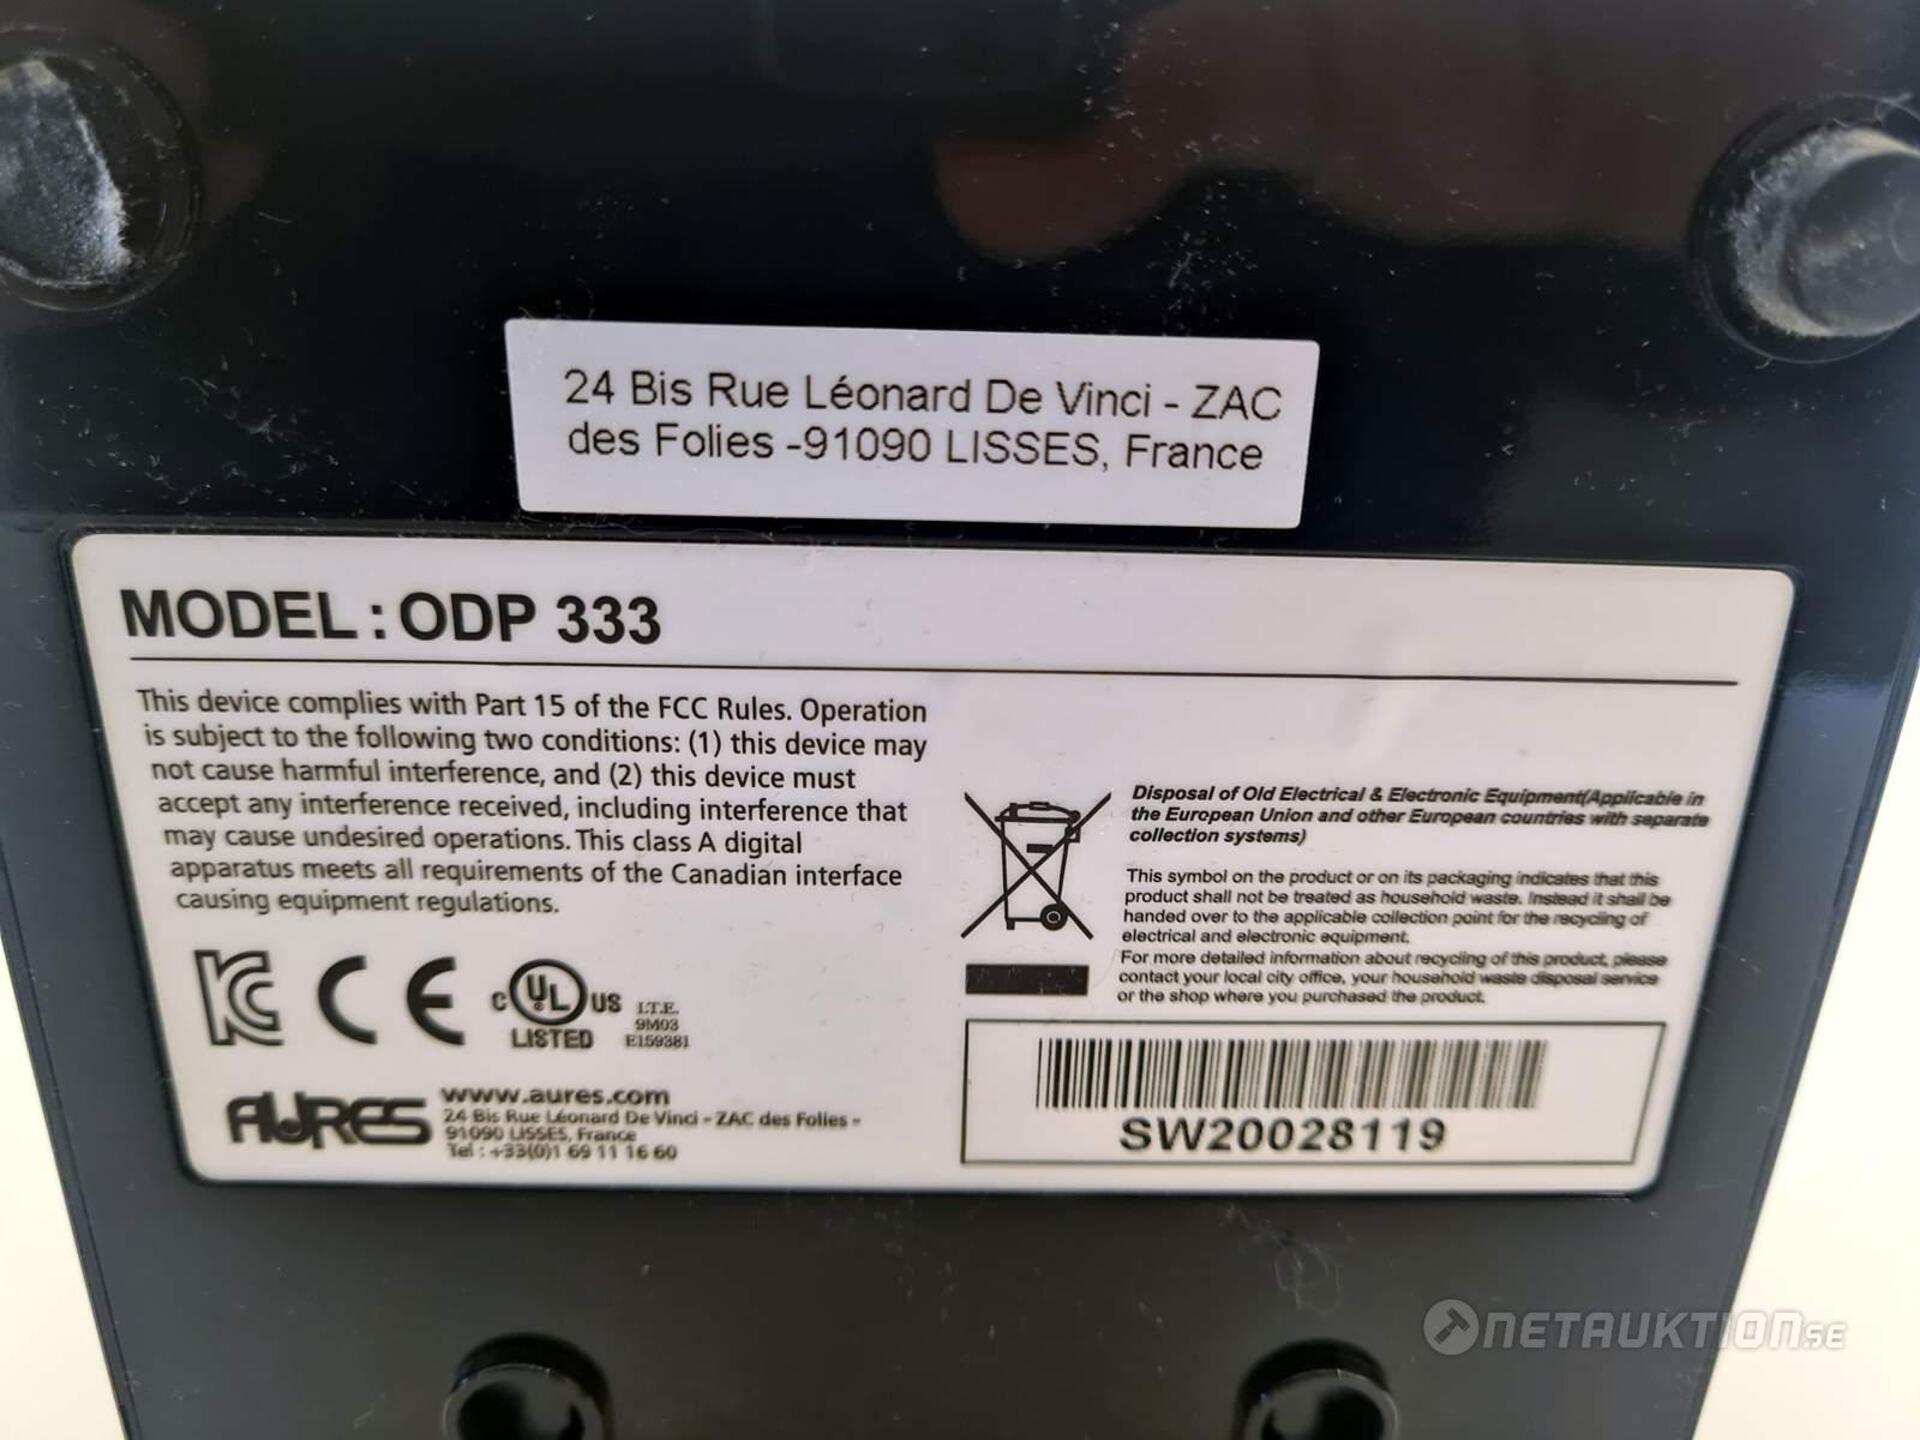 24 Bis Rue Léonard De Vinci - ZAC
des Folies -91090 LISSES, France
MODEL : ODP 333
This device complies with Part 15 of the FCC Rules. Operation
is subject to the following two conditions: (1) this device may
not cause harmful interference, and (2) this device must
accept any interference received, including interference that
may cause undesired operations. This class A digital
apparatus meets all requirements of the Canadian interface
causing equipment regulations.
Disposal of Old Electrical & Electronic Equipment(Applicable in
the European Union and other European countries with separate
collection systems)
This symbol on the product or on its packaging indicates that this
product shall not be treated as household waste. Instead it shall be
handed over to the applicable collection point for the recycling of
electrical and electronic equipment.
For more detailed information about recycling of this product, please
contact your local city office, your household waste disposal service
or the shop where you purchased the product.
CE
C UL US
LISTED
I.T.E.
9M03
E159381
AURES
www.aures.com
24 Bis Rue Léonard De Vinci - ZAC des Folies -
91090 LISSES, France
Tel : +33(0)1 69 11 16 60
SW20028119
NETAUKTION.SE